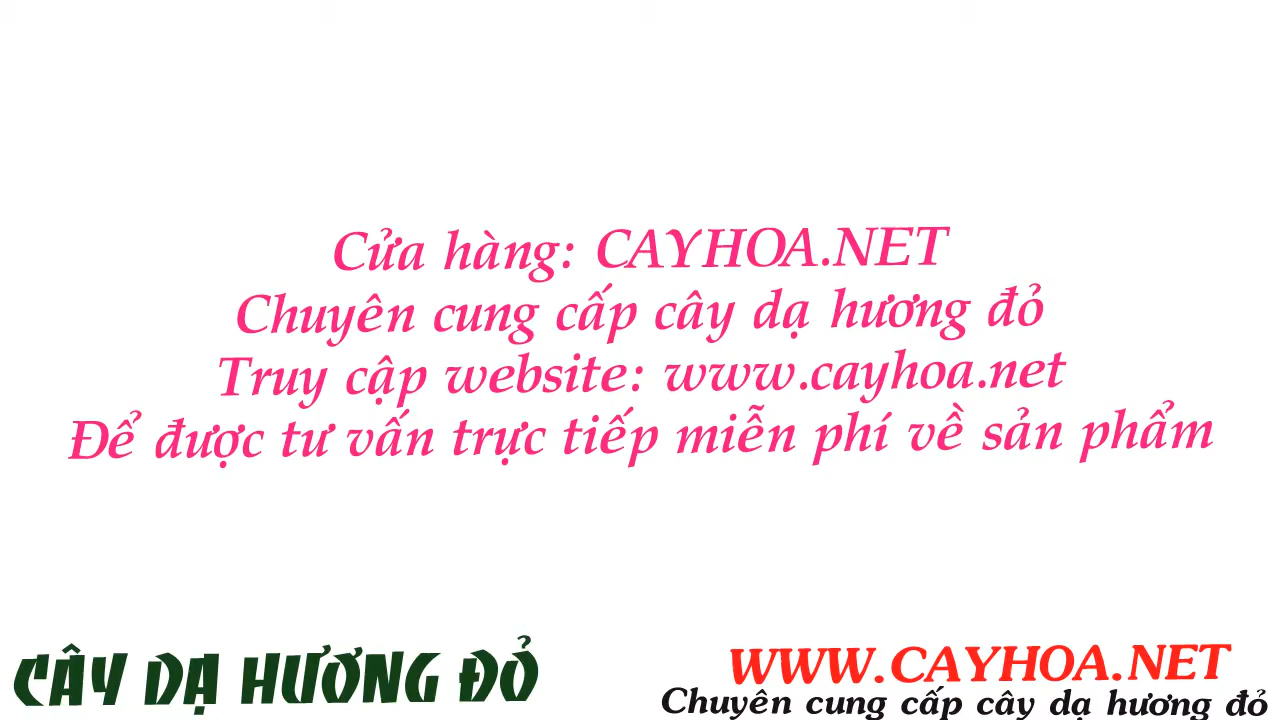 Cửa hàng: CAYHOA.NET
Chuyên cung cấp cây dạ hương đỏ
Truy cập website: www.cayhoa.net
Để được tư vấn trực tiếp miễn phí về sản phẩm
CÂY DẠ HƯƠNG ĐỎ
WWW.CAYHOA.NET
Chuyên cung cấp cây dạ hương đỏ